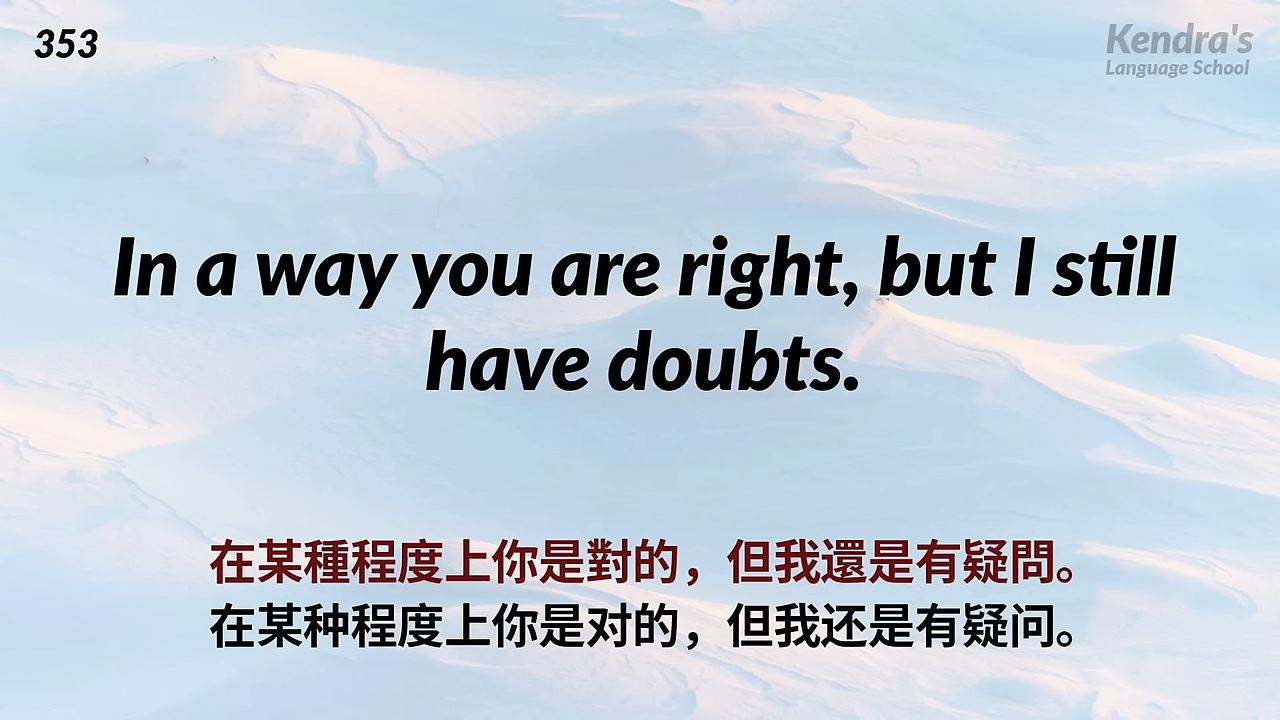 353
Kendra's
Language School
In a way you are right, but I still
have doubts.
在某種程度上你是對的，但我還是有疑問。
在某种程度上你是对的，但我还是有疑问。